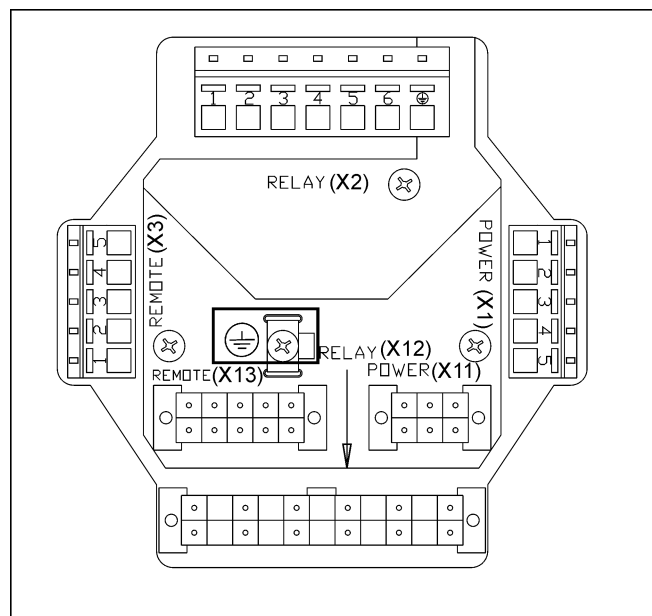 1 2 3 4 5 6
RELAY (X2)
5 4 3 2 1
REMOTE (X3)
POWER (X1)
1 2 3 4 5
RELAY (X12)
REMOTE (X13)
POWER (X11)